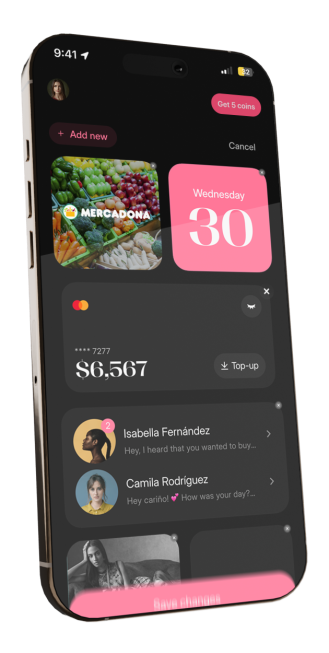 9:41
Get 5 coins
+ Add new
Cancel
MERCADONA
Wednesday
30
**** 7277
$6,567
Top-up
2
Isabella Fernández
Hey, I heard that you wanted to buy...
Camila Rodríguez
Hey cariño! 💕 How was your day?...
Save changes